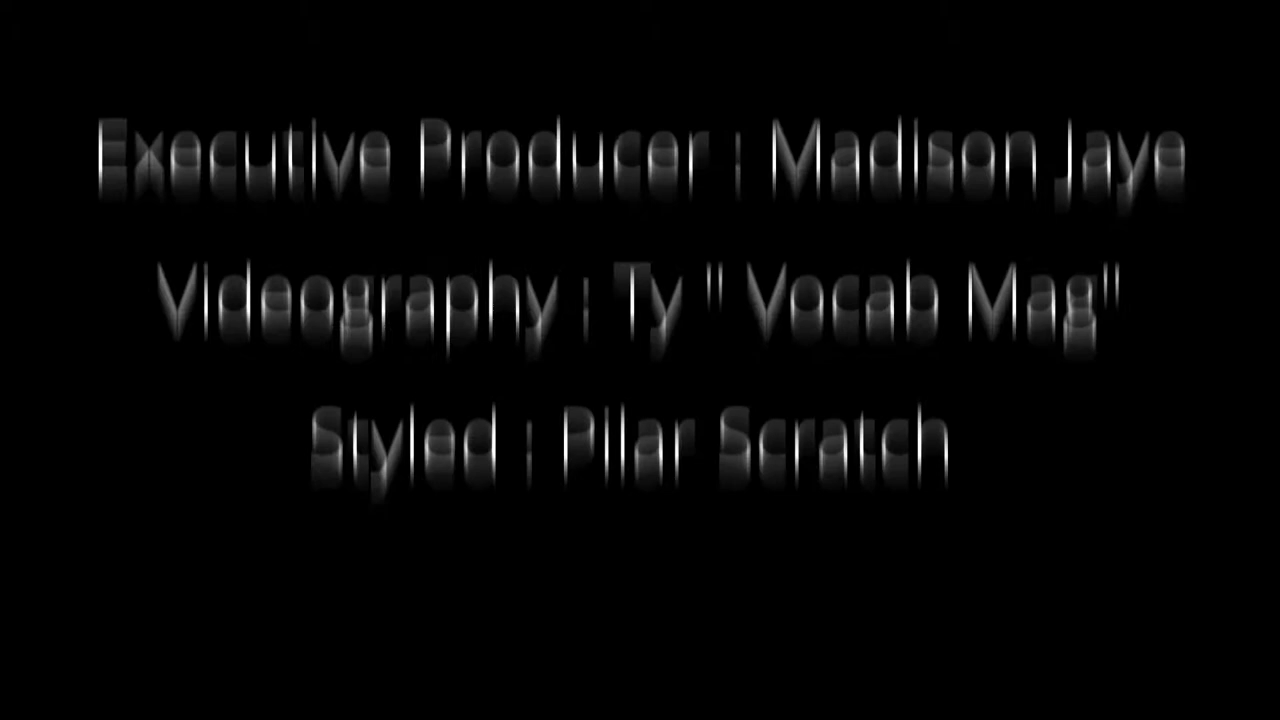 Executive Producer : Madison Jaye
Videography : Ty " Vocab Mag"
Styled : Pilar Scratch